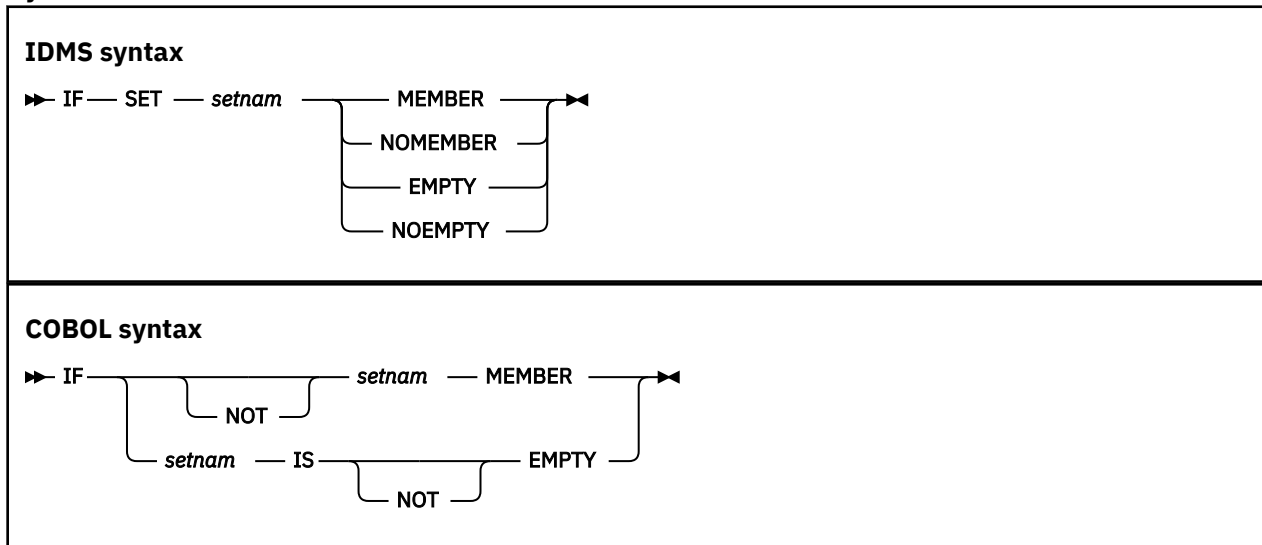 IDMS syntax
IF SET setnam MEMBER
NOMEMBER
EMPTY
NOEMPTY
COBOL syntax
IF setnam MEMBER
NOT
setnam IS EMPTY
NOT